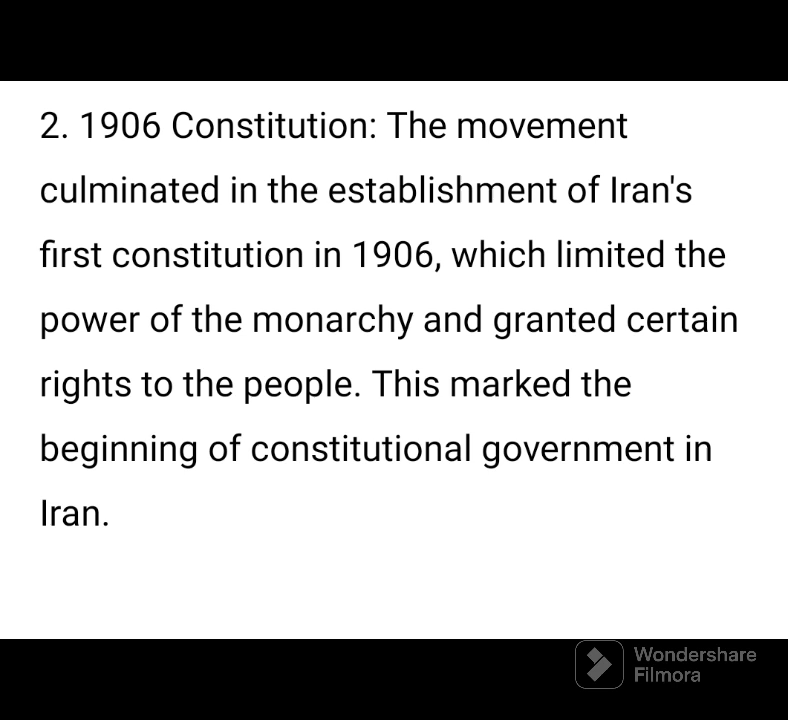 2. 1906 Constitution: The movement
culminated in the establishment of Iran's
first constitution in 1906, which limited the
power of the monarchy and granted certain
rights to the people. This marked the
beginning of constitutional government in
Iran.
Wondershare
Filmora